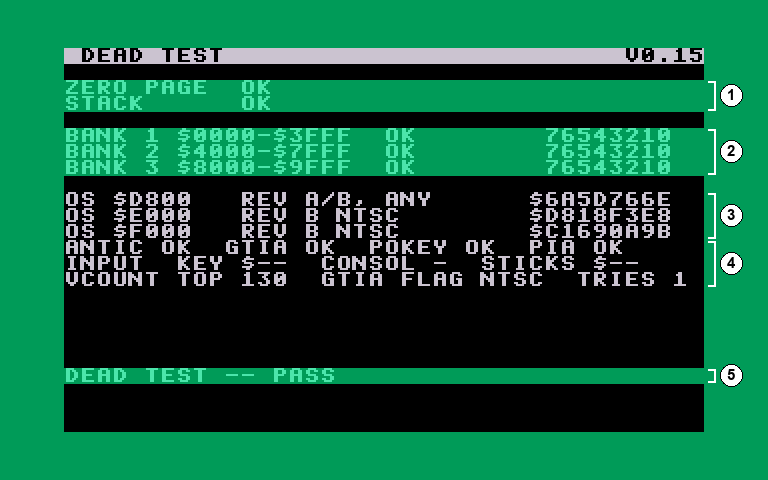 DEAD TEST V0.15
ZERO PAGE OK
STACK OK
1
BANK 1 $0000-$3FFF OK 76543210
BANK 2 $4000-$7FFF OK 76543210
BANK 3 $8000-$9FFF OK 76543210
2
OS $D800 REV A/B, ANY $6A5D766E
OS $E000 REV B NTSC $D818F3E8
OS $F000 REV B NTSC $C1690A9B
3
ANTIC OK GTIA OK POKEY OK PIA OK
INPUT KEY $-- CONSOL - STICKS $--
VCOUNT TOP 130 GTIA FLAG NTSC TRIES 1
4
DEAD TEST -- PASS
5